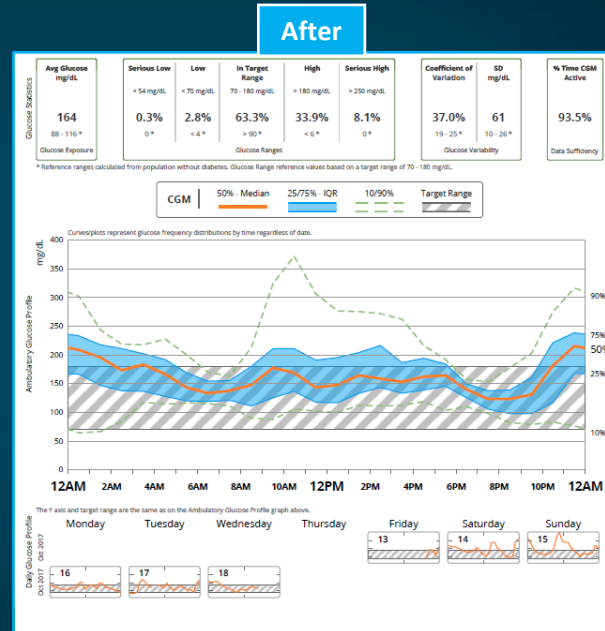 After
Glucose Statistics
Avg Glucose
mg/dL
164
88 - 116 *
Glucose Exposure
Serious Low
< 54 mg/dL
0.3%
0 *
Low
< 70 mg/dL
2.8%
< 4 *
In Target
Range
70 - 180 mg/dL
63.3%
> 90 *
High
> 180 mg/dL
33.9%
< 6 *
Serious High
> 250 mg/dL
8.1%
0 *
Glucose Ranges
Coefficient of
Variation
37.0%
19 - 25 *
SD
mg/dL
61
10 - 26 *
Glucose Variability
% Time CGM
Active
93.5%
Data Sufficiency
* Reference ranges calculated from population without diabetes. Glucose Range reference values based on a target range of 70 - 180 mg/dL.
CGM
50% - Median
25/75% - IQR
10/90%
Target Range
Curves/plots represent glucose frequency distributions by time regardless of date.
Ambulatory Glucose Profile
mg/dL
400
350
300
250
200
150
100
50
0
90%
75%
50%
25%
10%
12AM 2AM 4AM 6AM 8AM 10AM 12PM 2PM 4PM 6PM 8PM 10PM 12AM
The Y axis and target range are the same as on the Ambulatory Glucose Profile graph above.
Daily Glucose Profile
Monday Tuesday Wednesday Thursday Friday Saturday Sunday
Oct 2017
13 14 15
Oct 2017
16 17 18